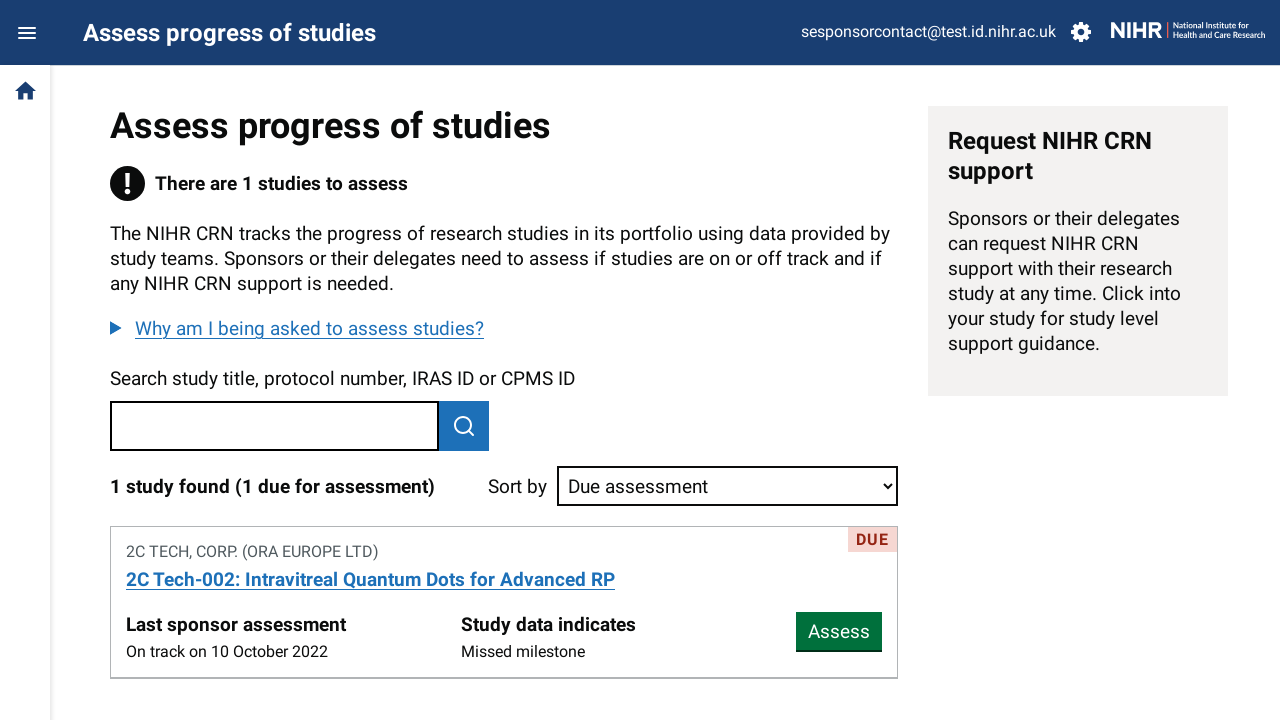 Assess progress of studies
sesponsorcontact@test.id.nihr.ac.uk
NIHR
National Institute for
Health and Care Research
Assess progress of studies
There are 1 studies to assess
The NIHR CRN tracks the progress of research studies in its portfolio using data provided by
study teams. Sponsors or their delegates need to assess if studies are on or off track and if
any NIHR CRN support is needed.
Why am I being asked to assess studies?
Search study title, protocol number, IRAS ID or CPMS ID
1 study found (1 due for assessment)
Sort by
Due assessment
DUE
2C TECH, CORP. (ORA EUROPE LTD)
2C Tech-002: Intravitreal Quantum Dots for Advanced RP
Last sponsor assessment
On track on 10 October 2022
Study data indicates
Missed milestone
Assess
Request NIHR CRN
support
Sponsors or their delegates
can request NIHR CRN
support with their research
study at any time. Click into
your study for study level
support guidance.